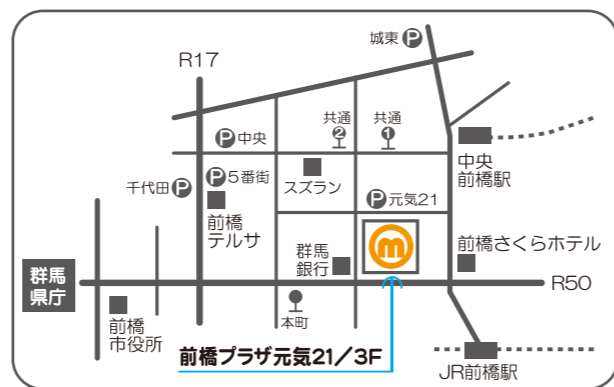 城東 P
R17
共通
2
共通
1
P 中央
中央
前橋駅
スズラン
千代田 P
P 5番街
P 元気21
前橋
テルサ
m
群馬
銀行
前橋さくらホテル
群馬
県庁
R50
前橋
市役所
本町
前橋プラザ元気21/3F
JR前橋駅